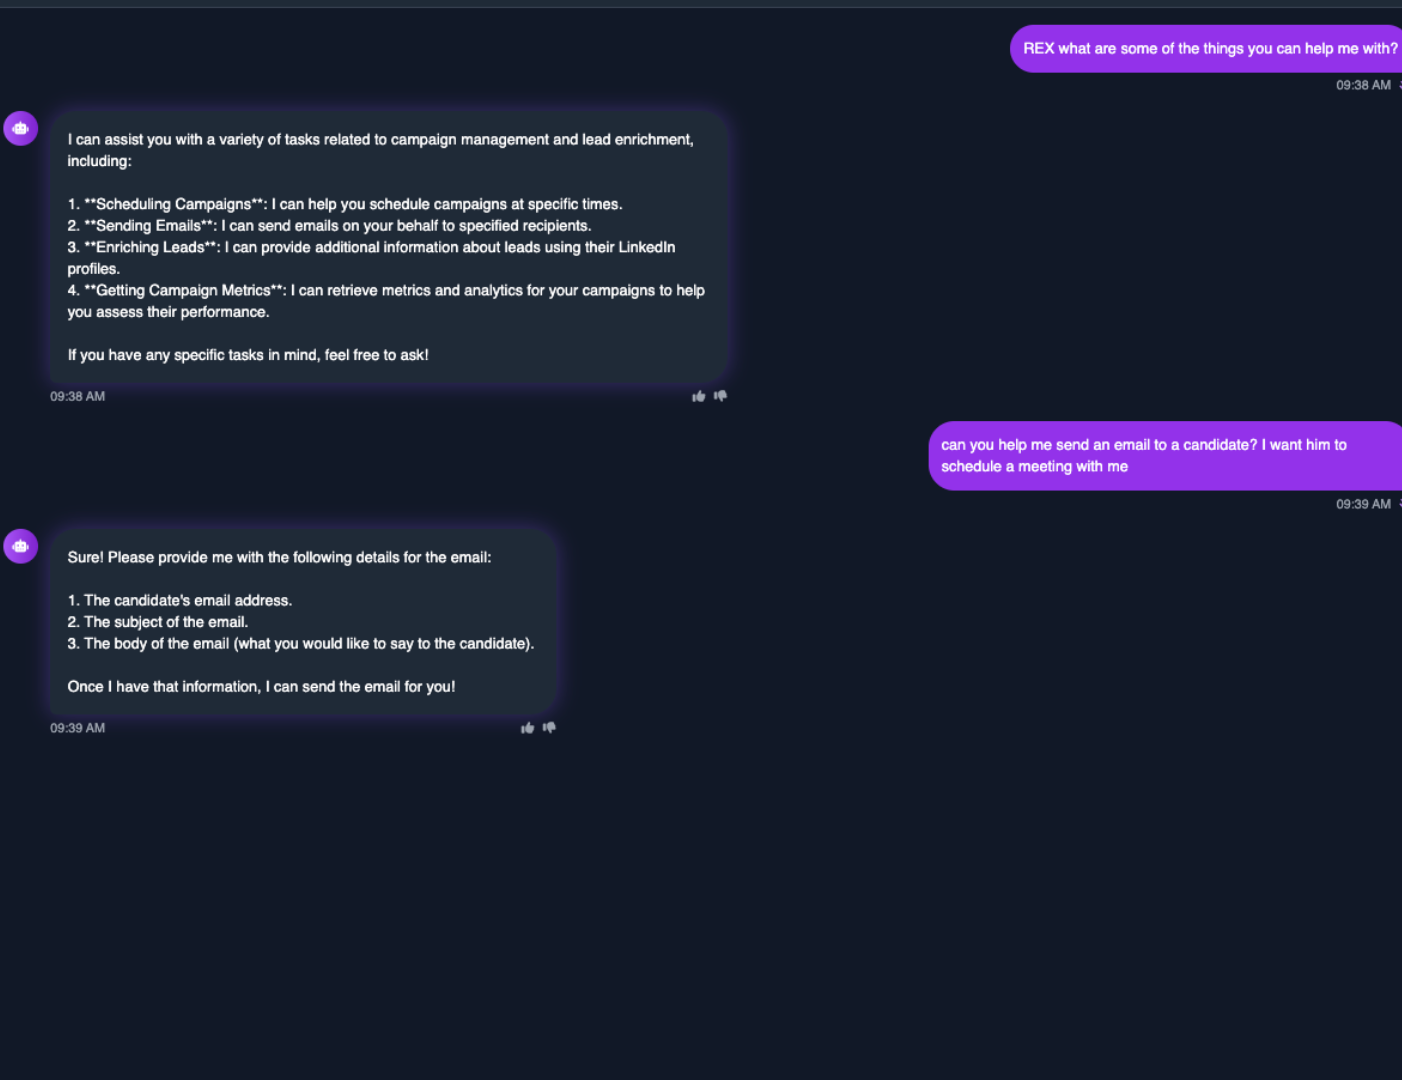 REX what are some of the things you can help me with?
09:38 AM
I can assist you with a variety of tasks related to campaign management and lead enrichment,
including:
1. **Scheduling Campaigns**: I can help you schedule campaigns at specific times.
2. **Sending Emails**: I can send emails on your behalf to specified recipients.
3. **Enriching Leads**: I can provide additional information about leads using their LinkedIn
profiles.
4. **Getting Campaign Metrics**: I can retrieve metrics and analytics for your campaigns to help
you assess their performance.
If you have any specific tasks in mind, feel free to ask!
09:38 AM
can you help me send an email to a candidate? I want him to
schedule a meeting with me
09:39 AM
Sure! Please provide me with the following details for the email:
1. The candidate's email address.
2. The subject of the email.
3. The body of the email (what you would like to say to the candidate).
Once I have that information, I can send the email for you!
09:39 AM